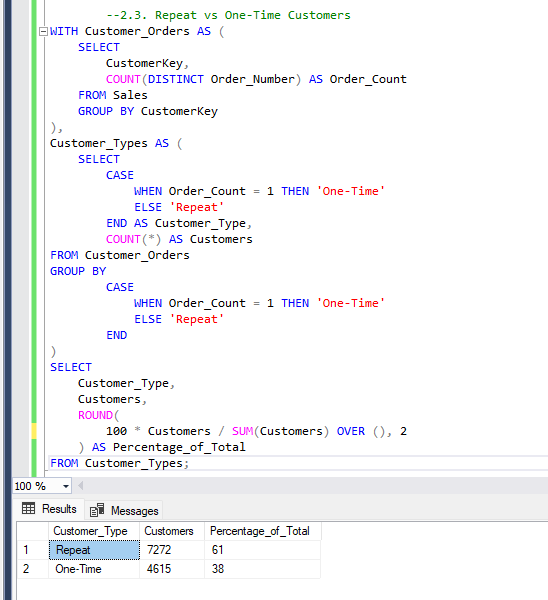 --2.3. Repeat vs One-Time Customers
WITH Customer_Orders AS (
SELECT
CustomerKey,
COUNT(DISTINCT Order_Number) AS Order_Count
FROM Sales
GROUP BY CustomerKey
),
Customer_Types AS (
SELECT
CASE
WHEN Order_Count = 1 THEN 'One-Time'
ELSE 'Repeat'
END AS Customer_Type,
COUNT(*) AS Customers
FROM Customer_Orders
GROUP BY
CASE
WHEN Order_Count = 1 THEN 'One-Time'
ELSE 'Repeat'
END
)
SELECT
Customer_Type,
Customers,
ROUND(
100 * Customers / SUM(Customers) OVER (), 2
) AS Percentage_of_Total
FROM Customer_Types;
100 %
Results Messages
Customer_Type Customers Percentage_of_Total
1 Repeat 7272 61
2 One-Time 4615 38